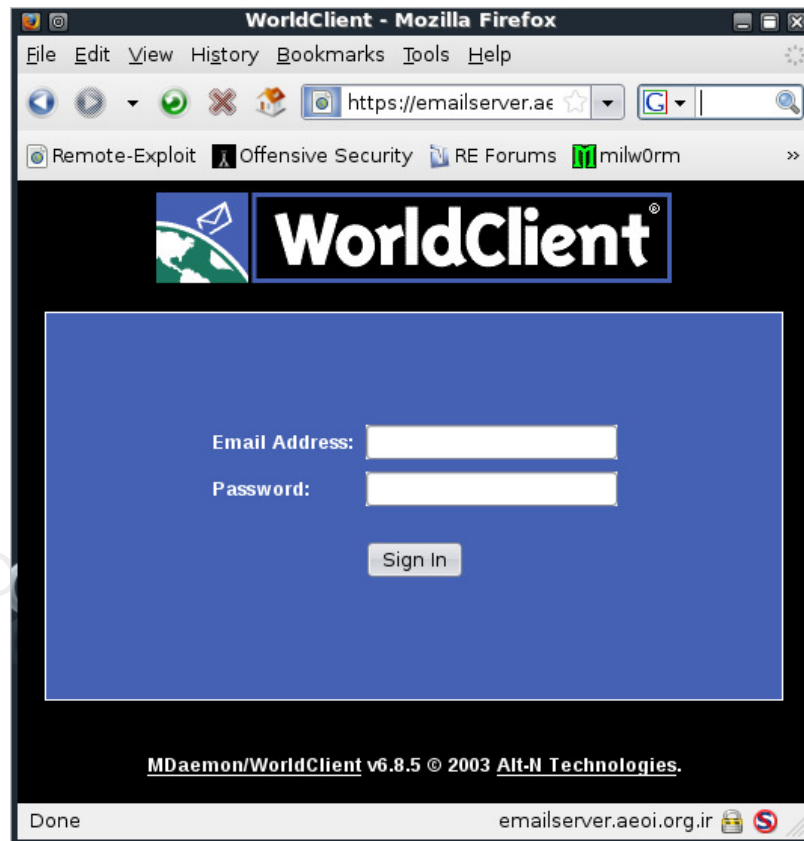 WorldClient - Mozilla Firefox
File Edit View History Bookmarks Tools Help
https://emailserver.ae
G
Remote-Exploit Offensive Security RE Forums milw0rm »
WorldClient®
Email Address:
Password:
Sign In
MDaemon/WorldClient v6.8.5 © 2003 Alt-N Technologies.
Done emailserver.aeoi.org.ir